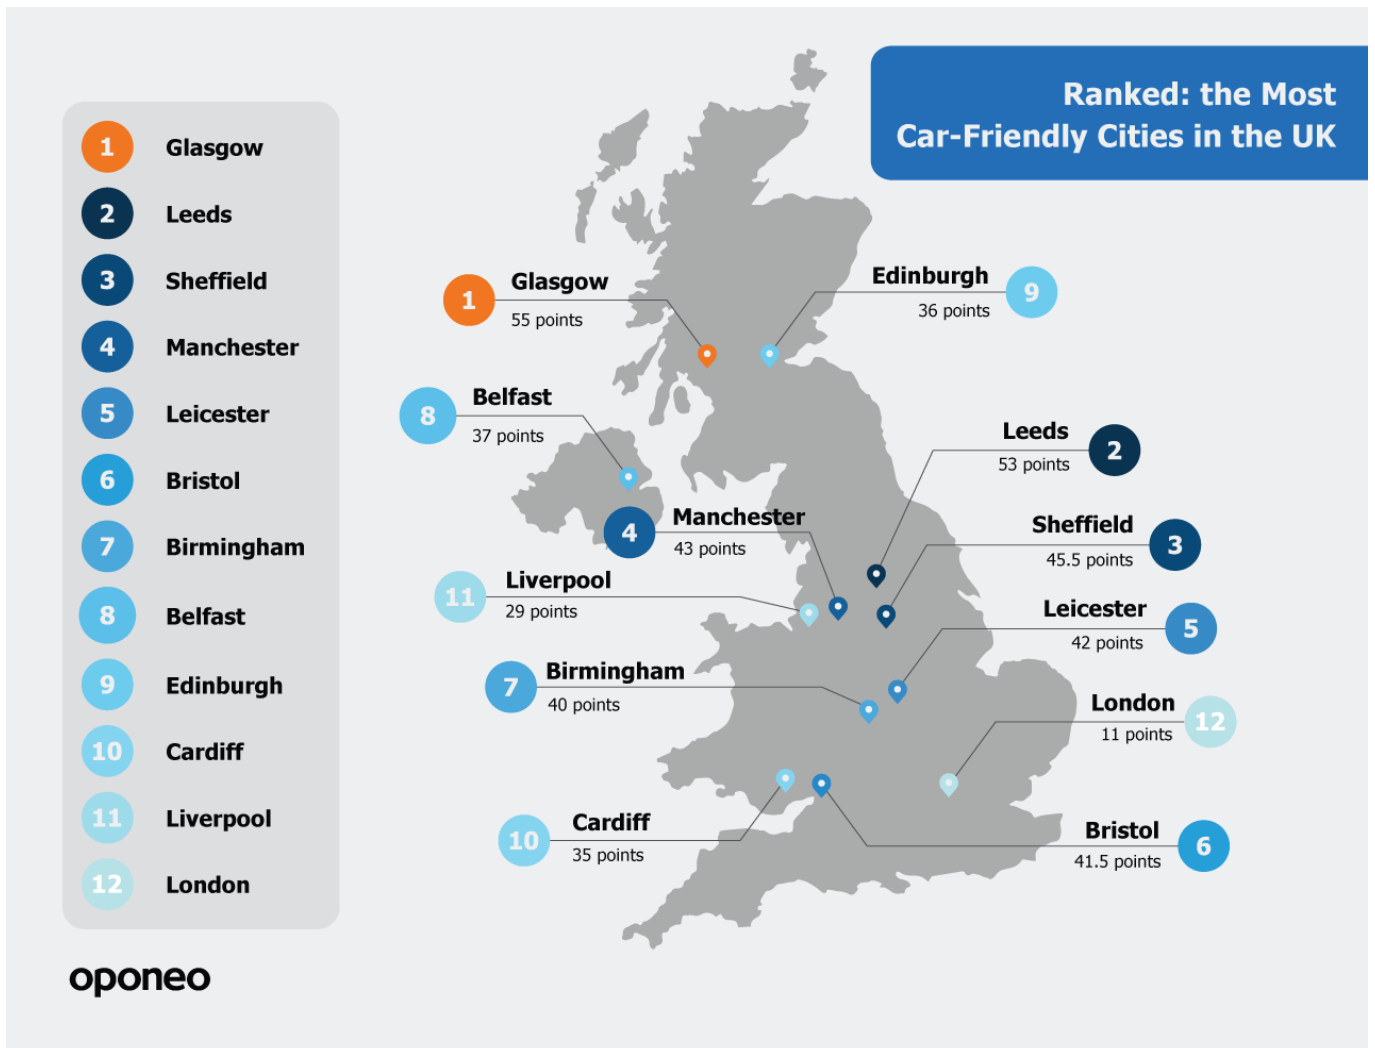 Ranked: the Most
Car-Friendly Cities in the UK
1 Glasgow
2 Leeds
3 Sheffield
4 Manchester
5 Leicester
6 Bristol
7 Birmingham
8 Belfast
9 Edinburgh
10 Cardiff
11 Liverpool
12 London
oponeo
1 Glasgow
55 points
Edinburgh 9
36 points
8 Belfast
37 points
Leeds 2
53 points
4 Manchester
43 points
Sheffield 3
45.5 points
11 Liverpool
29 points
Leicester 5
42 points
7 Birmingham
40 points
London 12
11 points
10 Cardiff
35 points
Bristol 6
41.5 points